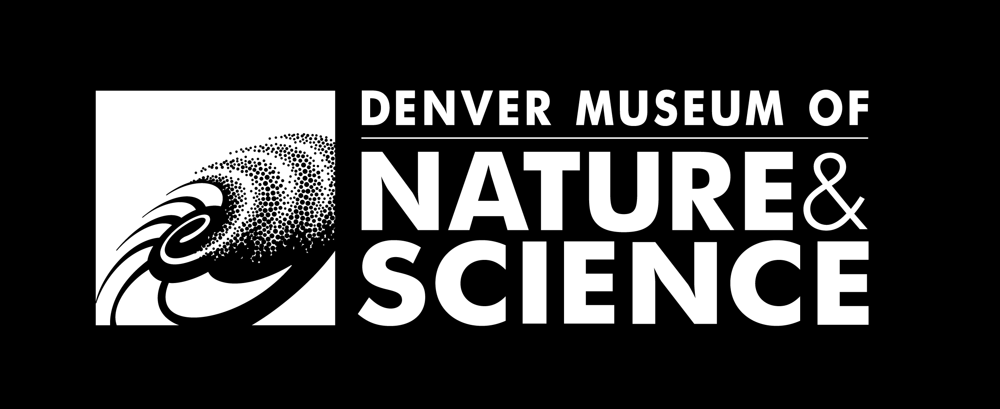 DENVER MUSEUM OF
NATURE&
SCIENCE